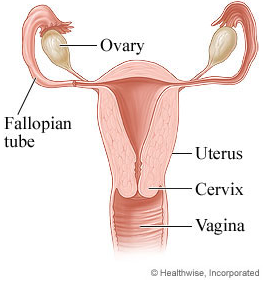 Ovary
Fallopian
tube
Uterus
Cervix
Vagina
© Healthwise, Incorporated